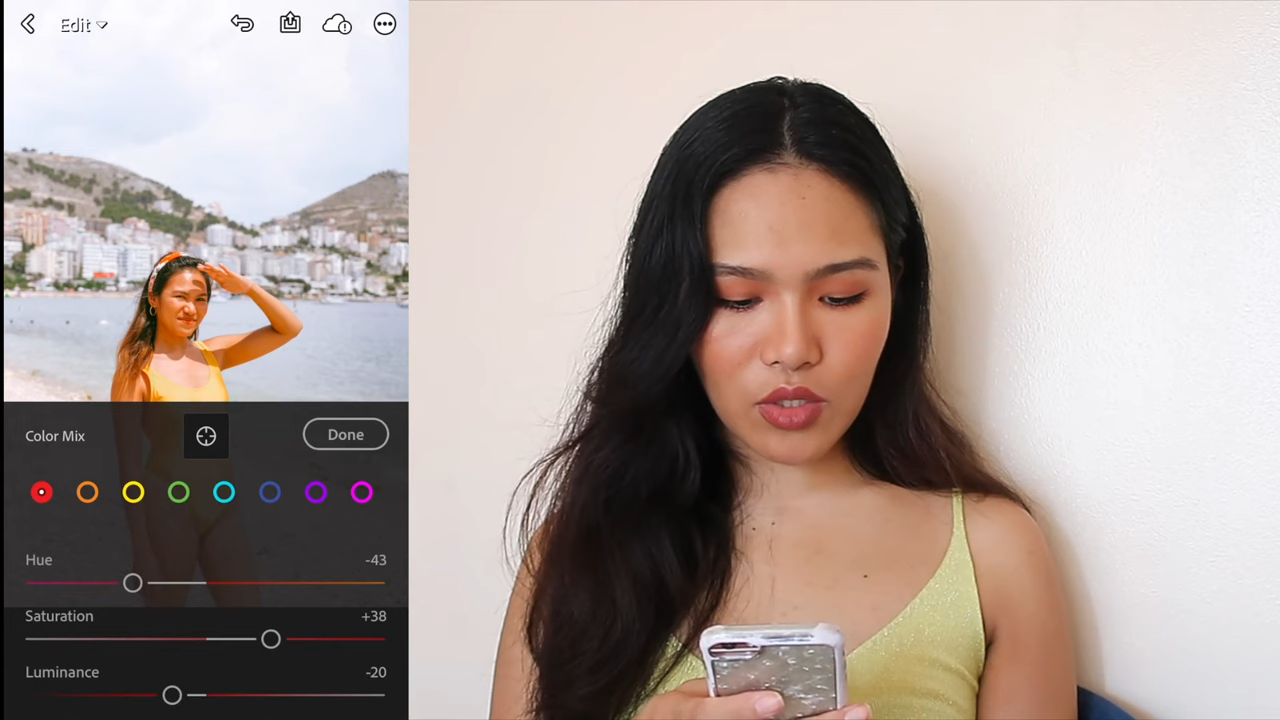 Edit
Color Mix
Done
Hue
-43
Saturation
+38
Luminance
-20